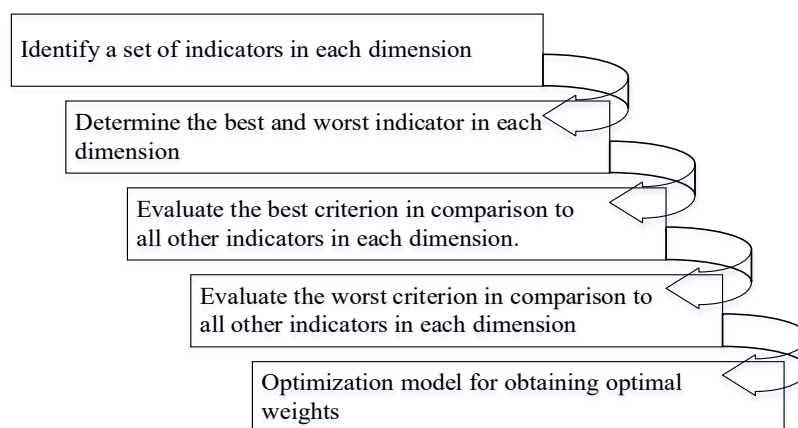 Identify a set of indicators in each dimension
Determine the best and worst indicator in each
dimension
Evaluate the best criterion in comparison to
all other indicators in each dimension.
Evaluate the worst criterion in comparison to
all other indicators in each dimension
Optimization model for obtaining optimal
weights